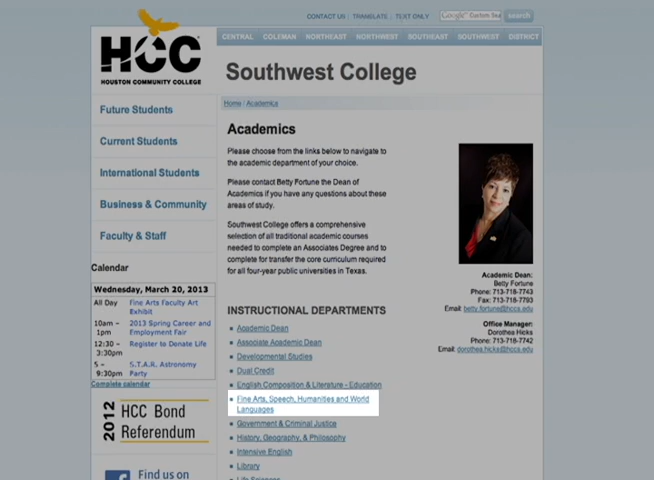 CONTACT US | TRANSLATE | TEXT ONLY
Google Custom Sea
search
CENTRAL COLEMAN NORTHEAST NORTHWEST SOUTHEAST SOUTHWEST DISTRICT
HCC
HOUSTON COMMUNITY COLLEGE
Southwest College
Home / Academics
Future Students
Current Students
International Students
Business & Community
Faculty & Staff
Calendar
Wednesday, March 20, 2013
All Day Fine Arts Faculty Art
Exhibit
10am – 2013 Spring Career and
1pm Employment Fair
12:30 – Register to Donate Life
3:30pm
5 – S.T.A.R. Astronomy
9:30pm Party
Complete calendar
2012 HCC Bond
Referendum
Find us on
Academics
Please choose from the links below to navigate to
the academic department of your choice.
Please contact Betty Fortune the Dean of
Academics if you have any questions about these
areas of study.
Southwest College offers a comprehensive
selection of all traditional academic courses
needed to complete an Associates Degree and to
complete for transfer the core curriculum required
for all four-year public universities in Texas.
INSTRUCTIONAL DEPARTMENTS
Academic Dean
Associate Academic Dean
Developmental Studies
Dual Credit
English Composition & Literature - Education
Fine Arts, Speech, Humanities and World
Languages
Government & Criminal Justice
History, Geography, & Philosophy
Intensive English
Library
Life Sciences
Academic Dean:
Betty Fortune
Phone: 713-718-7743
Fax: 713-718-7793
Email: betty.fortune@hccs.edu
Office Manager:
Dorothea Hicks
Phone: 713-718-7742
Email: dorothea.hicks@hccs.edu